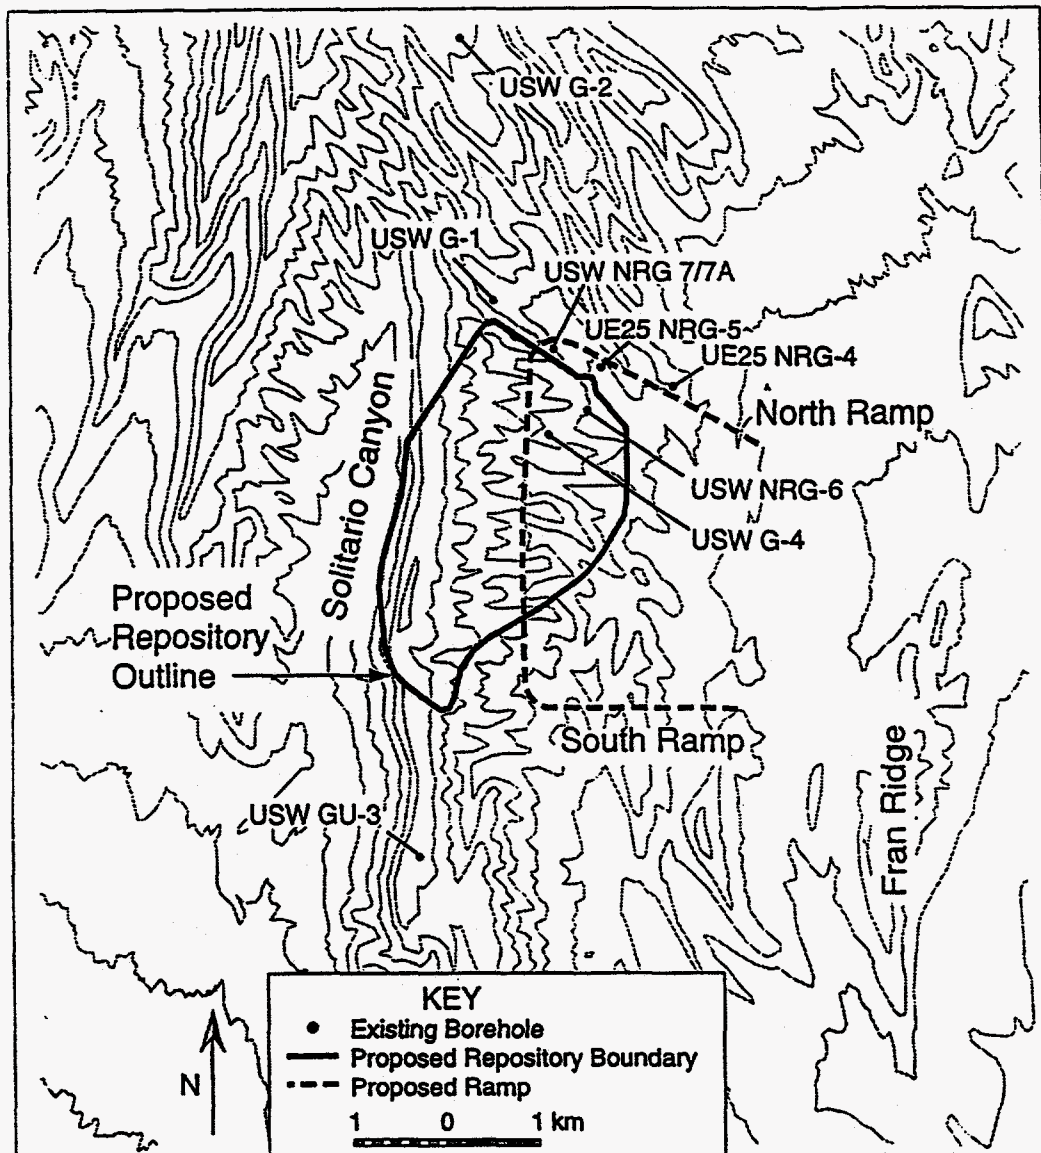 USW G-2
USW G-1
USW NRG 7/7A
UE25 NRG-5
UE25 NRG-4
North Ramp
Solitario Canyon
USW NRG-6
USW G-4
Proposed
Repository
Outline
South Ramp
Fran Ridge
USW GU-3
KEY
Existing Borehole
Proposed Repository Boundary
Proposed Ramp
N
1 0 1 km